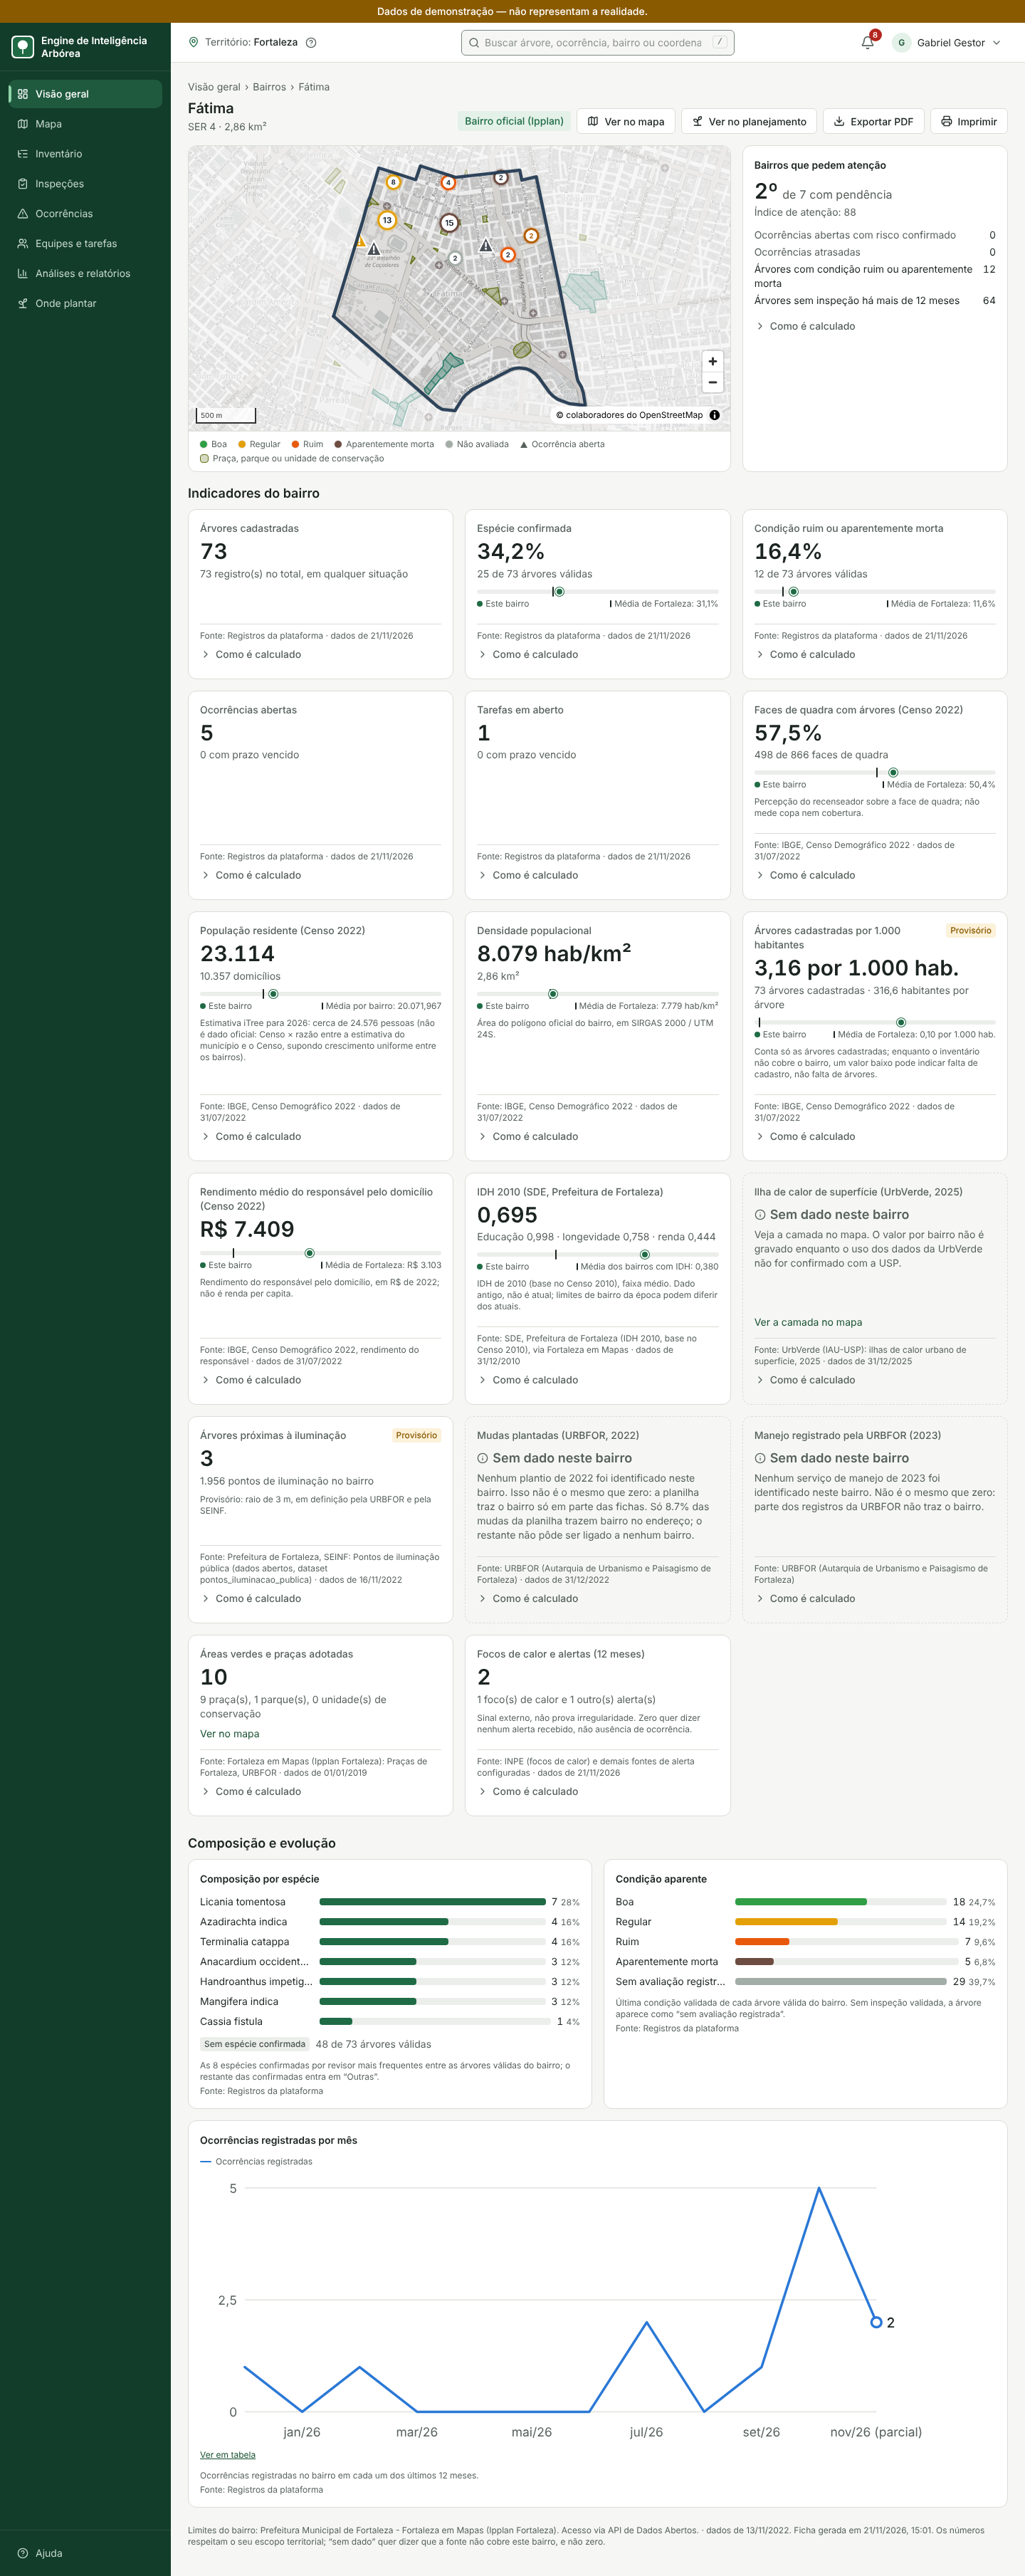 Dados de demonstração — não representam a realidade.
Engine de Inteligência
Arbórea
Território: Fortaleza
Buscar árvore, ocorrência, bairro ou coordena
/
8
G
Gabriel Gestor
Visão geral
Mapa
Inventário
Inspeções
Ocorrências
Equipes e tarefas
Análises e relatórios
Onde plantar
Ajuda
Visão geral › Bairros › Fátima
Fátima
SER 4 · 2,86 km²
Bairro oficial (Ipplan)
Ver no mapa
Ver no planejamento
Exportar PDF
Imprimir
8
4
2
13
15
2
2
2
500 m
© colaboradores do OpenStreetMap
Boa
Regular
Ruim
Aparentemente morta
Não avaliada
Ocorrência aberta
Praça, parque ou unidade de conservação
Bairros que pedem atenção
2º de 7 com pendência
Índice de atenção: 88
Ocorrências abertas com risco confirmado 0
Ocorrências atrasadas 0
Árvores com condição ruim ou aparentemente 12
morta
Árvores sem inspeção há mais de 12 meses 64
Como é calculado
Indicadores do bairro
Árvores cadastradas
73
73 registro(s) no total, em qualquer situação
Fonte: Registros da plataforma · dados de 21/11/2026
Como é calculado
Espécie confirmada
34,2%
25 de 73 árvores válidas
Este bairro
Média de Fortaleza: 31,1%
Fonte: Registros da plataforma · dados de 21/11/2026
Como é calculado
Condição ruim ou aparentemente morta
16,4%
12 de 73 árvores válidas
Este bairro
Média de Fortaleza: 11,6%
Fonte: Registros da plataforma · dados de 21/11/2026
Como é calculado
Ocorrências abertas
5
0 com prazo vencido
Fonte: Registros da plataforma · dados de 21/11/2026
Como é calculado
Tarefas em aberto
1
0 com prazo vencido
Fonte: Registros da plataforma · dados de 21/11/2026
Como é calculado
Faces de quadra com árvores (Censo 2022)
57,5%
498 de 866 faces de quadra
Este bairro
Média de Fortaleza: 50,4%
Percepção do recenseador sobre a face de quadra; não
mede copa nem cobertura.
Fonte: IBGE, Censo Demográfico 2022 · dados de
31/07/2022
Como é calculado
População residente (Censo 2022)
23.114
10.357 domicílios
Este bairro
Média por bairro: 20.071,967
Estimativa iTree para 2026: cerca de 24.576 pessoas (não
é dado oficial: Censo × razão entre a estimativa do
município e o Censo, supondo crescimento uniforme entre
os bairros).
Fonte: IBGE, Censo Demográfico 2022 · dados de
31/07/2022
Como é calculado
Densidade populacional
8.079 hab/km²
2,86 km²
Este bairro
Média de Fortaleza: 7.779 hab/km²
Área do polígono oficial do bairro, em SIRGAS 2000 / UTM
24S.
Fonte: IBGE, Censo Demográfico 2022 · dados de
31/07/2022
Como é calculado
Árvores cadastradas por 1.000
habitantes
Provisório
3,16 por 1.000 hab.
73 árvores cadastradas · 316,6 habitantes por
árvore
Este bairro
Média de Fortaleza: 0,10 por 1.000 hab.
Conta só as árvores cadastradas; enquanto o inventário
não cobre o bairro, um valor baixo pode indicar falta de
cadastro, não falta de árvores.
Fonte: IBGE, Censo Demográfico 2022 · dados de
31/07/2022
Como é calculado
Rendimento médio do responsável pelo domicílio
(Censo 2022)
R$ 7.409
Este bairro
Média de Fortaleza: R$ 3.103
Rendimento do responsável pelo domicílio, em R$ de 2022;
não é renda per capita.
Fonte: IBGE, Censo Demográfico 2022, rendimento do
responsável · dados de 31/07/2022
Como é calculado
IDH 2010 (SDE, Prefeitura de Fortaleza)
0,695
Educação 0,998 · longevidade 0,758 · renda 0,444
Este bairro
Média dos bairros com IDH: 0,380
IDH de 2010 (base no Censo 2010), faixa médio. Dado
antigo, não é atual; limites de bairro da época podem diferir
dos atuais.
Fonte: SDE, Prefeitura de Fortaleza (IDH 2010, base no
Censo 2010), via Fortaleza em Mapas · dados de
31/12/2010
Como é calculado
Ilha de calor de superfície (UrbVerde, 2025)
Sem dado neste bairro
Veja a camada no mapa. O valor por bairro não é
gravado enquanto o uso dos dados da UrbVerde
não for confirmado com a USP.
Ver a camada no mapa
Fonte: UrbVerde (IAU-USP): ilhas de calor urbano de
superfície, 2025 · dados de 31/12/2025
Como é calculado
Árvores próximas à iluminação
Provisório
3
1.956 pontos de iluminação no bairro
Provisório: raio de 3 m, em definição pela URBFOR e pela
SEINF.
Fonte: Prefeitura de Fortaleza, SEINF: Pontos de iluminação
pública (dados abertos, dataset
pontos_iluminacao_publica) · dados de 16/11/2022
Como é calculado
Mudas plantadas (URBFOR, 2022)
Sem dado neste bairro
Nenhum plantio de 2022 foi identificado neste
bairro. Isso não é o mesmo que zero: a planilha
traz o bairro só em parte das fichas. Só 8.7% das
mudas da planilha trazem bairro no endereço; o
restante não pôde ser ligado a nenhum bairro.
Fonte: URBFOR (Autarquia de Urbanismo e Paisagismo de
Fortaleza) · dados de 31/12/2022
Como é calculado
Manejo registrado pela URBFOR (2023)
Sem dado neste bairro
Nenhum serviço de manejo de 2023 foi
identificado neste bairro. Não é o mesmo que zero:
parte dos registros da URBFOR não traz o bairro.
Fonte: URBFOR (Autarquia de Urbanismo e Paisagismo de
Fortaleza)
Como é calculado
Áreas verdes e praças adotadas
10
9 praça(s), 1 parque(s), 0 unidade(s) de
conservação
Ver no mapa
Fonte: Fortaleza em Mapas (Ipplan Fortaleza): Praças de
Fortaleza, URBFOR · dados de 01/01/2019
Como é calculado
Focos de calor e alertas (12 meses)
2
1 foco(s) de calor e 1 outro(s) alerta(s)
Sinal externo, não prova irregularidade. Zero quer dizer
nenhum alerta recebido, não ausência de ocorrência.
Fonte: INPE (focos de calor) e demais fontes de alerta
configuradas · dados de 21/11/2026
Como é calculado
Composição e evolução
Composição por espécie
Licania tomentosa 7 28%
Azadirachta indica 4 16%
Terminalia catappa 4 16%
Anacardium occident... 3 12%
Handroanthus impetig... 3 12%
Mangifera indica 3 12%
Cassia fistula 1 4%
Sem espécie confirmada 48 de 73 árvores válidas
As 8 espécies confirmadas por revisor mais frequentes entre as árvores válidas do bairro; o
restante das confirmadas entra em “Outras”.
Fonte: Registros da plataforma
Condição aparente
Boa 18 24,7%
Regular 14 19,2%
Ruim 7 9,6%
Aparentemente morta 5 6,8%
Sem avaliação registr... 29 39,7%
Última condição validada de cada árvore válida do bairro. Sem inspeção validada, a árvore
aparece como “sem avaliação registrada”.
Fonte: Registros da plataforma
Ocorrências registradas por mês
Ocorrências registradas
5
2,5
0
2
jan/26
mar/26
mai/26
jul/26
set/26
nov/26 (parcial)
Ver em tabela
Ocorrências registradas no bairro em cada um dos últimos 12 meses.
Fonte: Registros da plataforma
Limites do bairro: Prefeitura Municipal de Fortaleza - Fortaleza em Mapas (Ipplan Fortaleza). Acesso via API de Dados Abertos. · dados de 13/11/2022. Ficha gerada em 21/11/2026, 15:01. Os números
respeitam o seu escopo territorial; “sem dado” quer dizer que a fonte não cobre este bairro, e não zero.